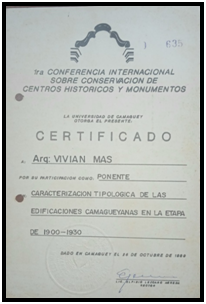 1 635
1ra CONFERENCIA INTERNACIONAL
SOBRE CONSERVACION DE
CENTROS HISTORICOS Y MONUMENTOS
LA UNIVERSIDAD DE CAMAGUEY
OTORGA EL PRESENTE:
CERTIFICADO
A: Arq: VIVIAN MAS
POR SU PARTICIPACION COMO: PONENTE
CARACTERIZACION TIPOLOGICA DE LAS
EDIFICACIONES CAMAGUEYANAS EN LA ETAPA
DE 1900-1930
DADO EN CAMAGUEY EL DE OCTUBRE DE